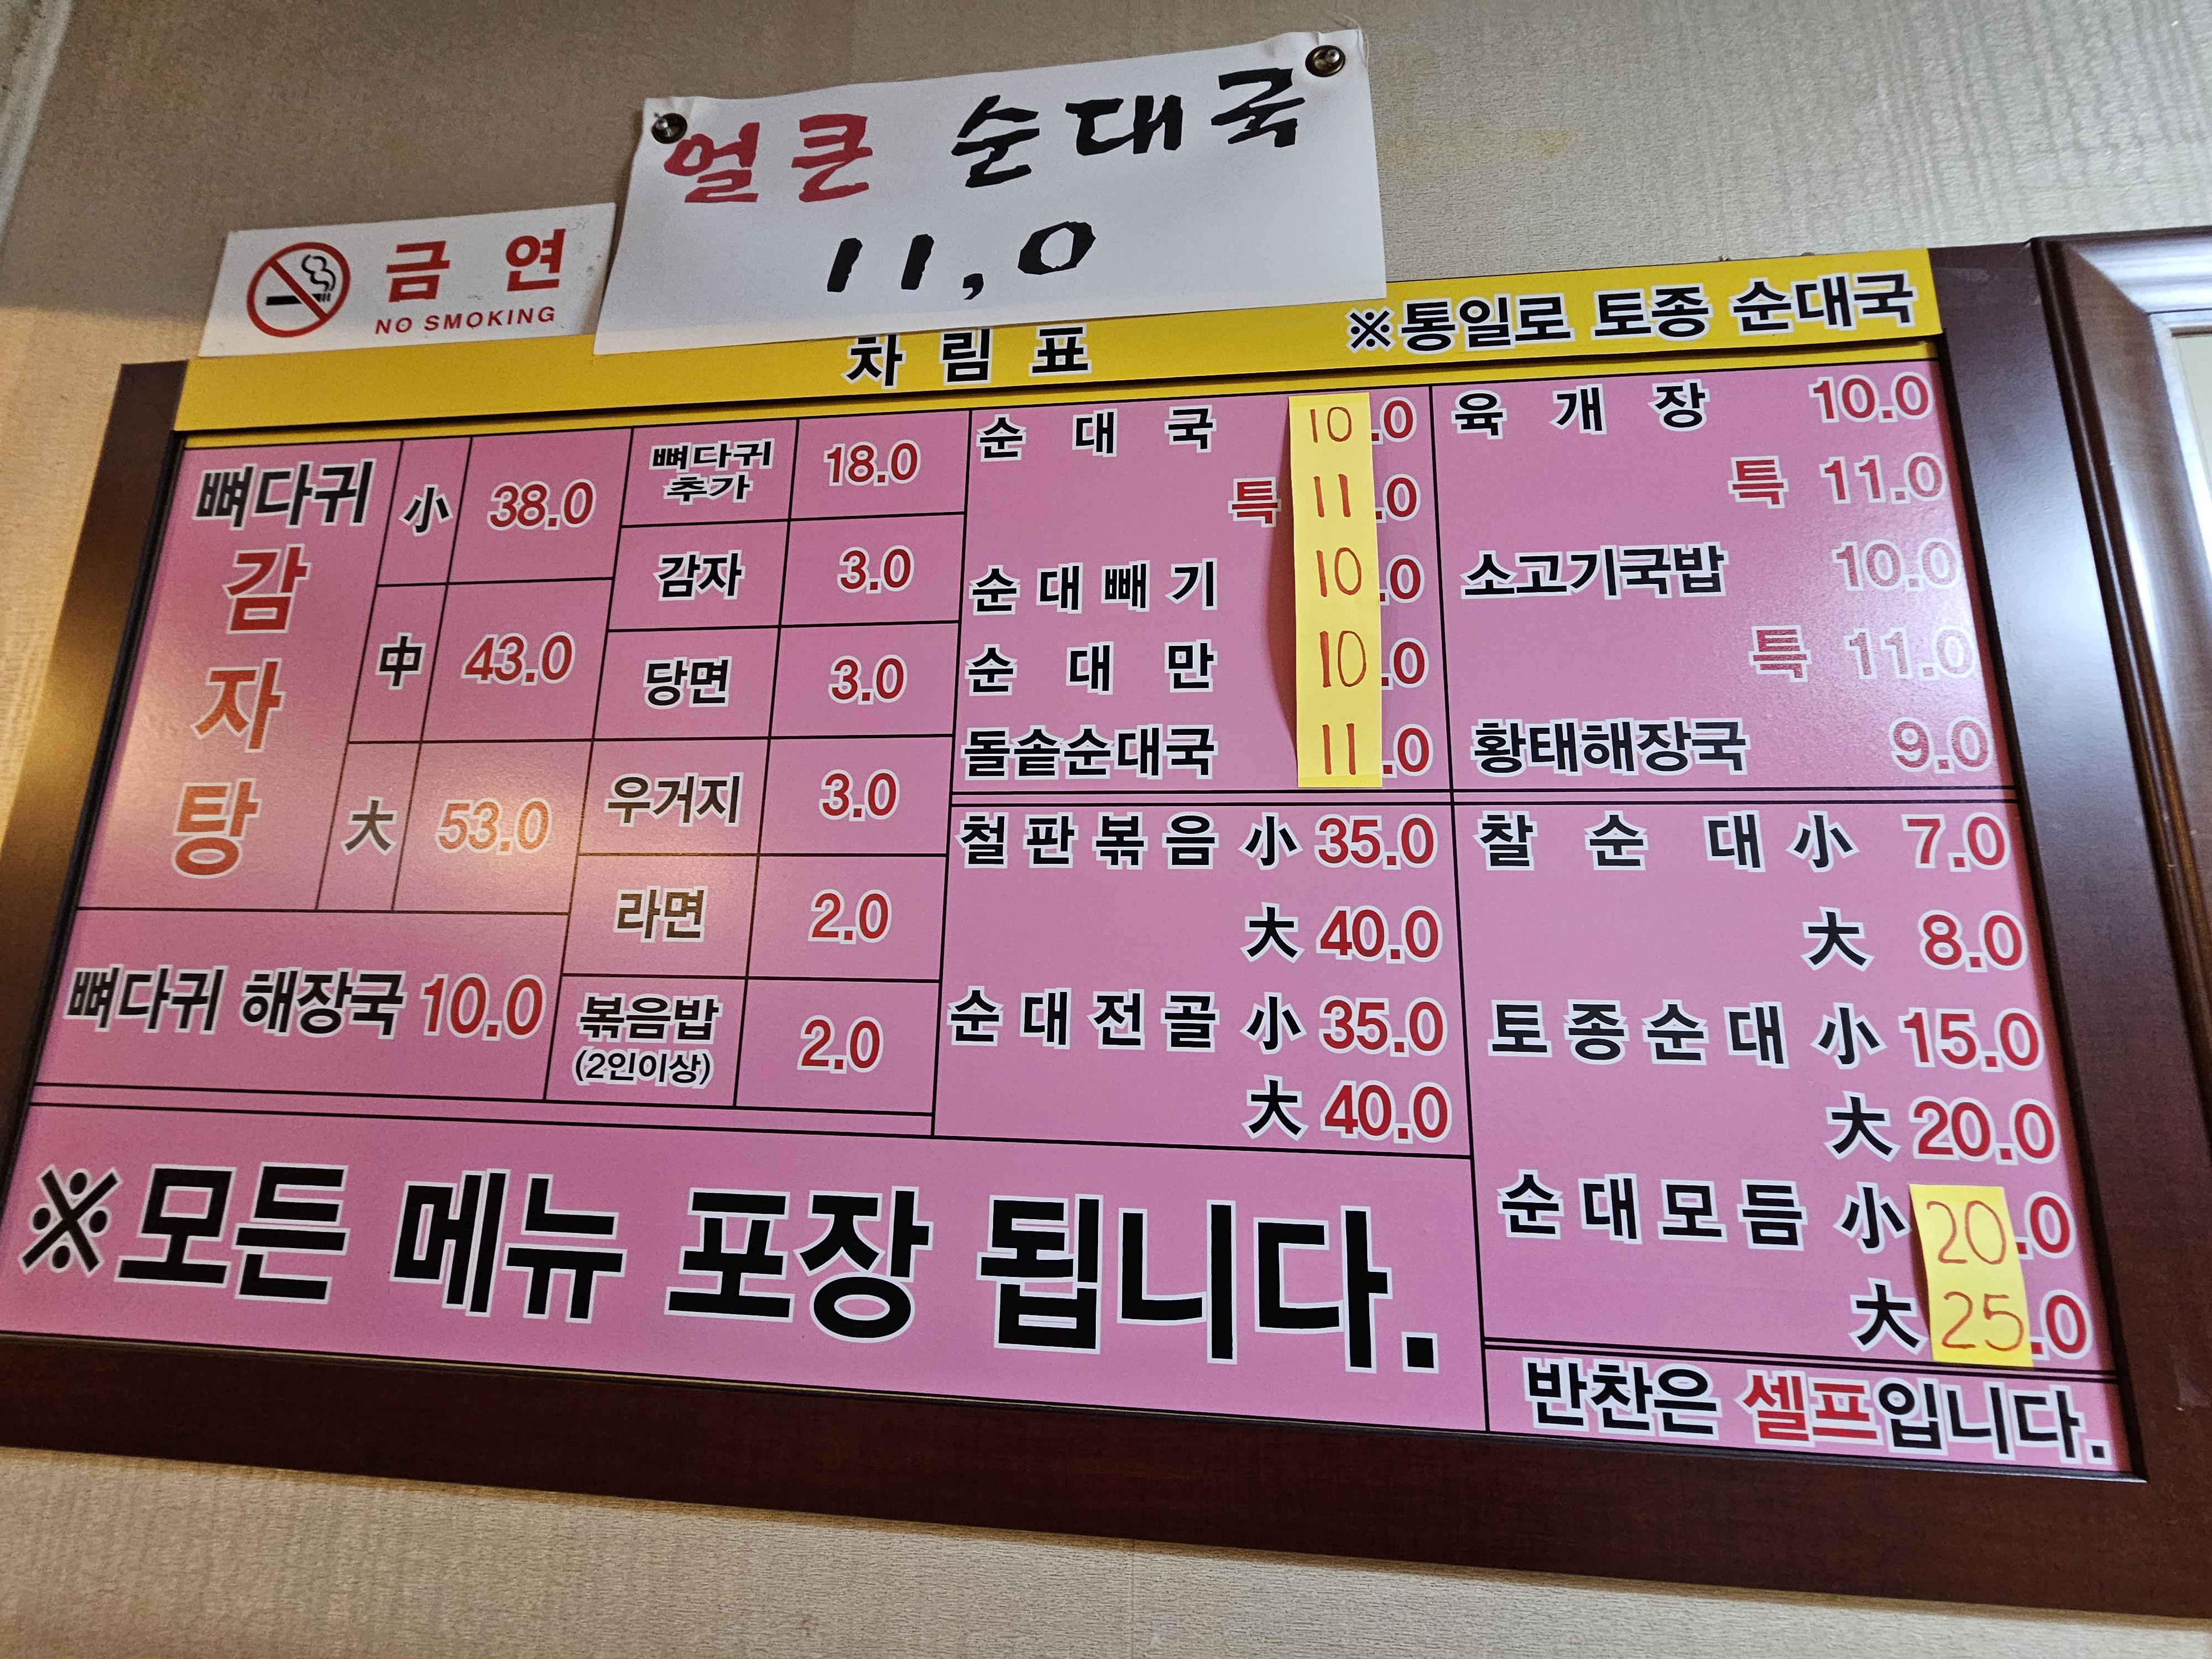 얼큰 순대국
11,0
금연
NO SMOKING
차림표
※통일로 토종 순대국
뼈다귀
감
자
탕
小 38.0
中 43.0
大 53.0
뼈다귀 해장국 10.0
뼈다귀
추가
18.0
감자 3.0
당면 3.0
우거지 3.0
라면 2.0
볶음밥
(2인이상)
2.0
순대국 10.0
특 11.0
순대빼기 10.0
순대만 10.0
돌솥순대국 11.0
철판볶음 小 35.0
大 40.0
순대전골 小 35.0
大 40.0
육개장 10.0
특 11.0
소고기국밥 10.0
특 11.0
황태해장국 9.0
찰순대 小 7.0
大 8.0
토종순대 小 15.0
大 20.0
순대모듬 小 20.0
大 25.0
※모든 메뉴 포장 됩니다.
반찬은 셀프입니다.